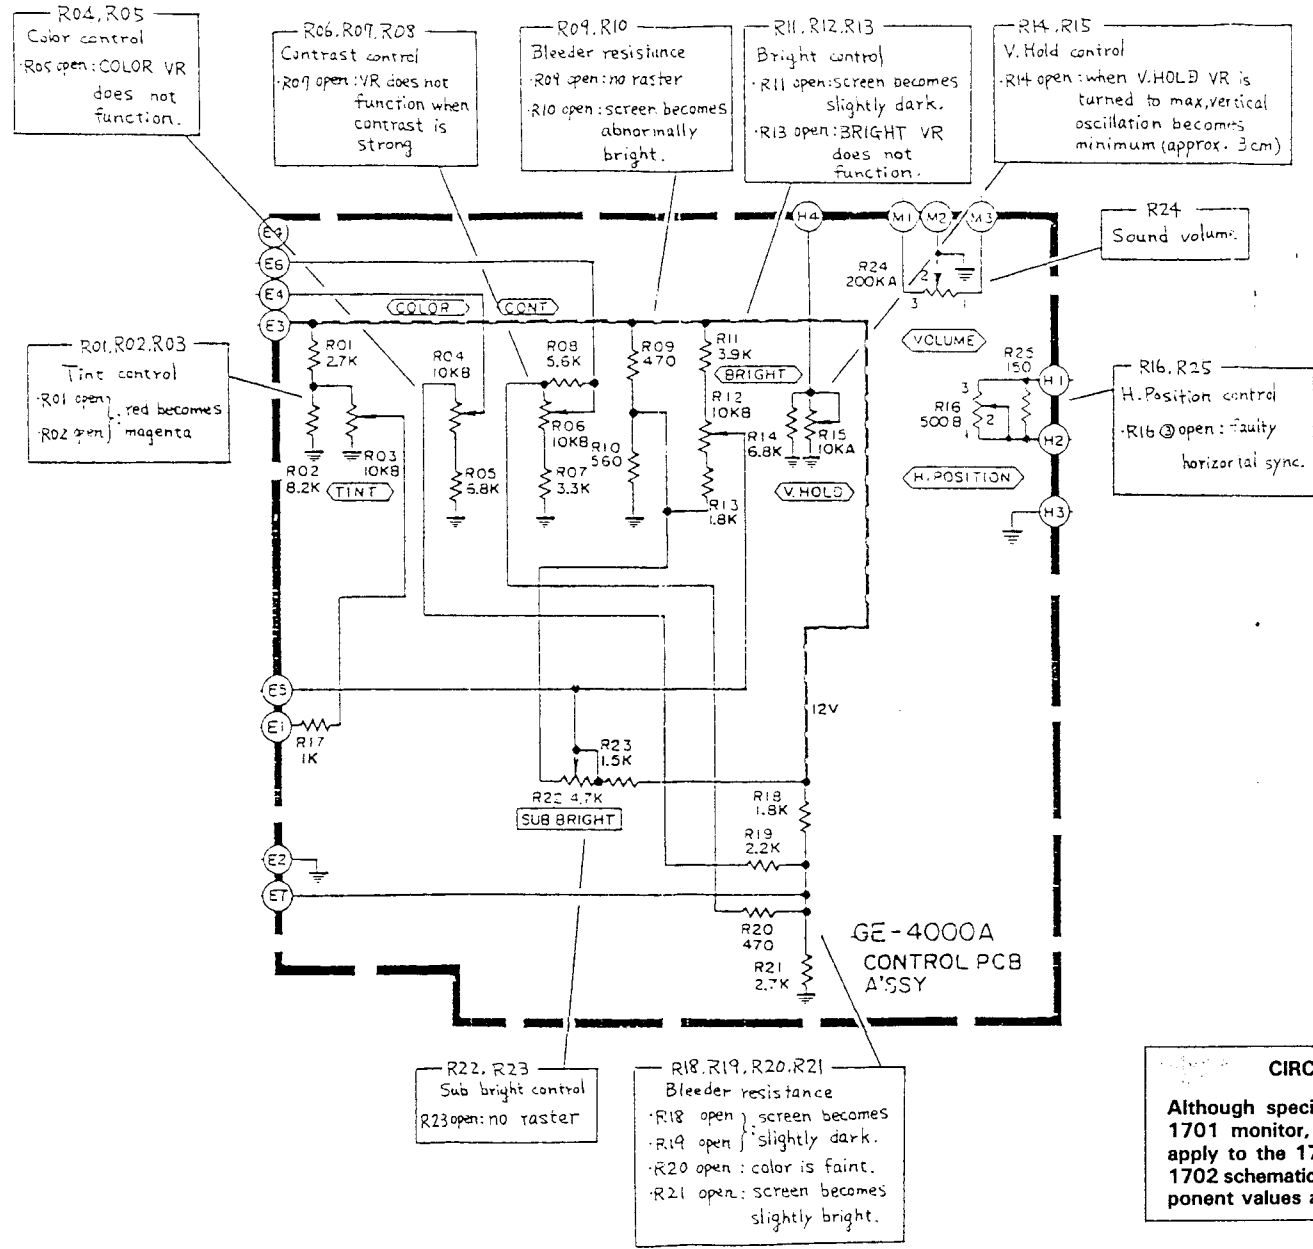 R04, R05
Color control
·R05 open: COLOR VR
does not
function.
R06, R07, R08
Contrast control
·R07 open: VR does not
function when
contrast is
strong
R09, R10
Bleeder resistance
·R09 open: no raster
·R10 open: screen becomes
abnormally
bright.
R11, R12, R13
Bright control
·R11 open: screen becomes
slightly dark.
·R13 open: BRIGHT VR
does not
function.
R14, R15
V. Hold control
·R14 open: when V.HOLD VR is
turned to max, vertical
oscillation becomes
minimum (approx. 3cm)
R24
Sound volume.
E6
E4
E3
H4
M1
M2
M3
R24
200KA
2
3
1
VOLUME
COLOR
CONT
R01, R02, R03
Tint control
·R01 open
·R02 open
: red becomes
magenta
R01
2.7K
R04
10KB
R08
5.6K
R09
470
R11
3.9K
BRIGHT
R12
10KB
R25
150
H1
R16
500B
3
2
1
H2
R16, R25
H. Position control
·R16 ③ open: faulty
horizontal sync.
R02
8.2K
R03
10KB
TINT
R05
6.8K
R06
10KB
R07
3.3K
R10
560
R13
1.8K
R14
6.8K
R15
10KA
V. HOLD
H. POSITION
H3
E5
E1
R17
1K
12V
R23
1.5K
R22 4.7K
SUB BRIGHT
R18
1.8K
R19
2.2K
E2
E7
R20
470
R21
2.7K
GE-4000A
CONTROL PCB
A'SSY
R22, R23
Sub bright control
R23 open: no raster
R18, R19, R20, R21
Bleeder resistance
·R18 open
·R19 open
: screen becomes
slightly dark.
·R20 open: color is faint.
·R21 open: screen becomes
slightly bright.
CIRC
Although speci
1701 monitor,
apply to the 17
1702 schematic
ponent values a